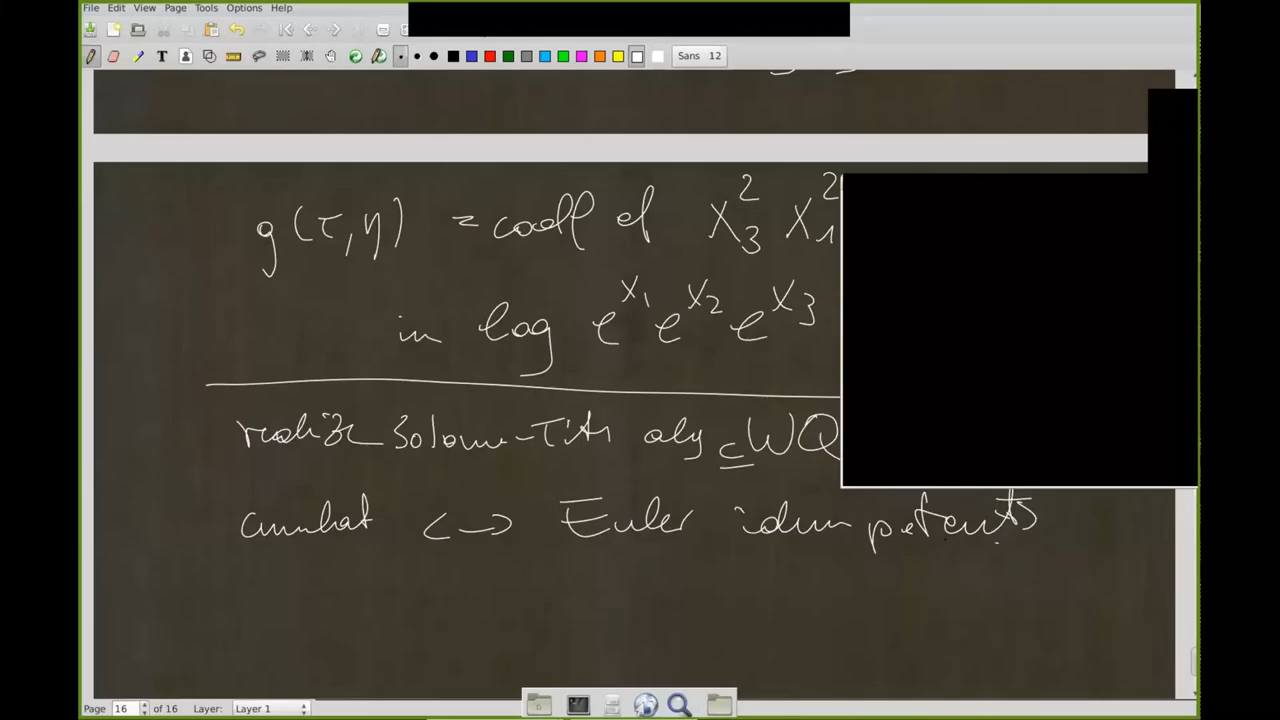 File Edit View Page Tools Options Help
Sans 12
g(τ,η) = coeff of X₃² X₁²
in log e^{X₁} e^{X₂} e^{X₃}
realize Solomon-Tits alg ⊆ WQ
cumulant <-> Euler idempotents
Page 16 of 16 Layer: Layer 1